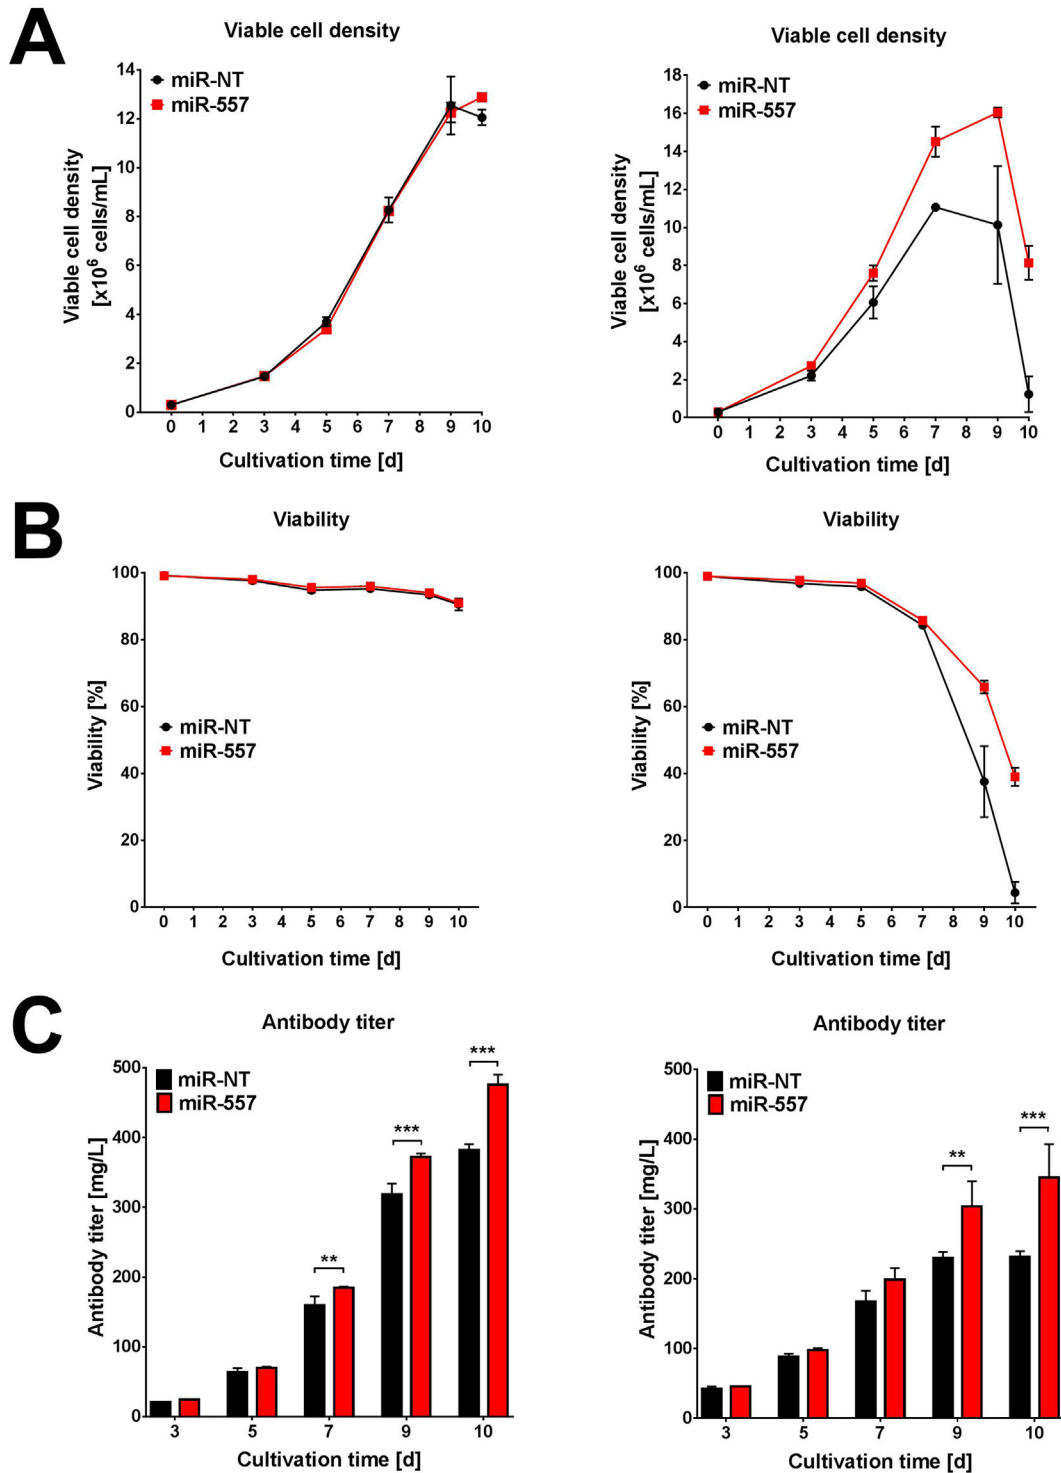 A
Viable cell density
miR-NT
miR-557
Viable cell density
[x10⁶ cells/mL]
14
12
10
8
6
4
2
0
0 1 2 3 4 5 6 7 8 9 10
Cultivation time [d]
Viable cell density
miR-NT
miR-557
Viable cell density
[x10⁶ cells/mL]
18
16
14
12
10
8
6
4
2
0
0 1 2 3 4 5 6 7 8 9 10
Cultivation time [d]
B
Viability
Viability [%]
100
80
60
40
20
0
miR-NT
miR-557
0 1 2 3 4 5 6 7 8 9 10
Cultivation time [d]
Viability
Viability [%]
100
80
60
40
20
0
miR-NT
miR-557
0 1 2 3 4 5 6 7 8 9 10
Cultivation time [d]
C
Antibody titer
miR-NT
miR-557
Antibody titer [mg/L]
500
400
300
200
100
0
**
***
***
3 5 7 9 10
Cultivation time [d]
Antibody titer
miR-NT
miR-557
Antibody titer [mg/L]
500
400
300
200
100
0
**
***
3 5 7 9 10
Cultivation time [d]